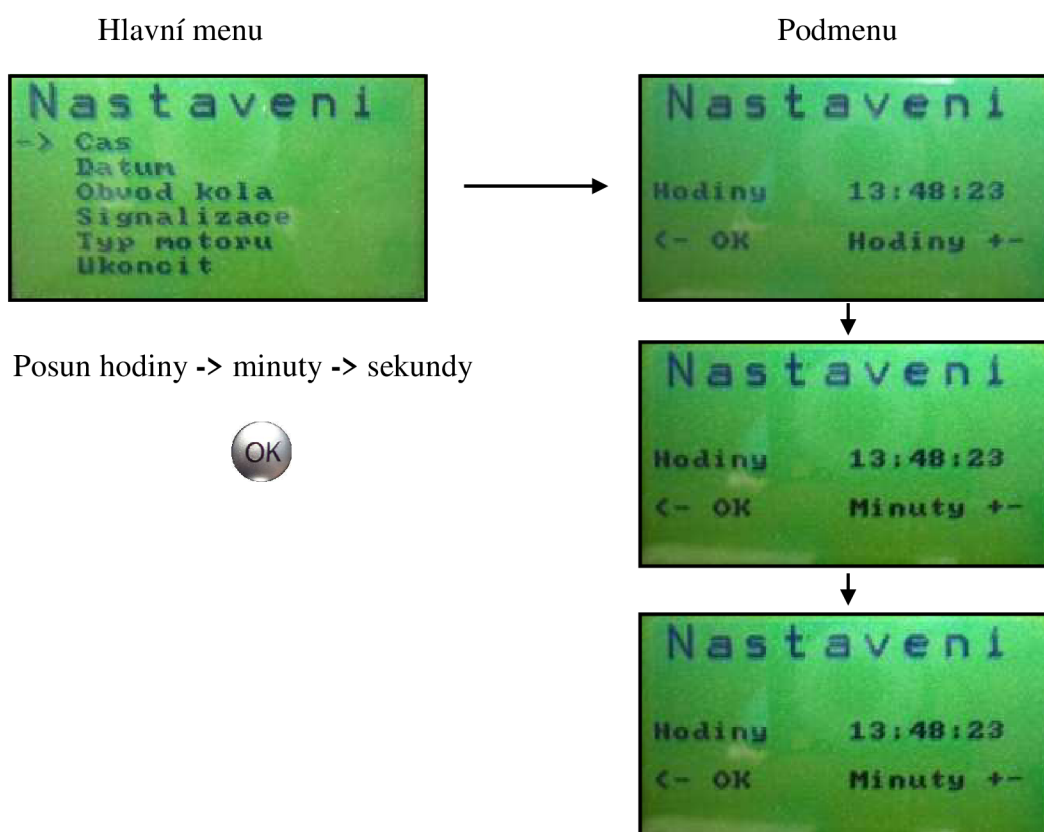 Hlavní menu
Nastaveni
-> Cas
Datum
Obvod kola
Signalizace
Typ motoru
Ukoncit
Posun hodiny -> minuty -> sekundy
OK
Podmenu
Nastaveni
Hodiny 13:48:23
<- OK Hodiny +-
Nastaveni
Hodiny 13:48:23
<- OK Minuty +-
Nastaveni
Hodiny 13:48:23
<- OK Minuty +-